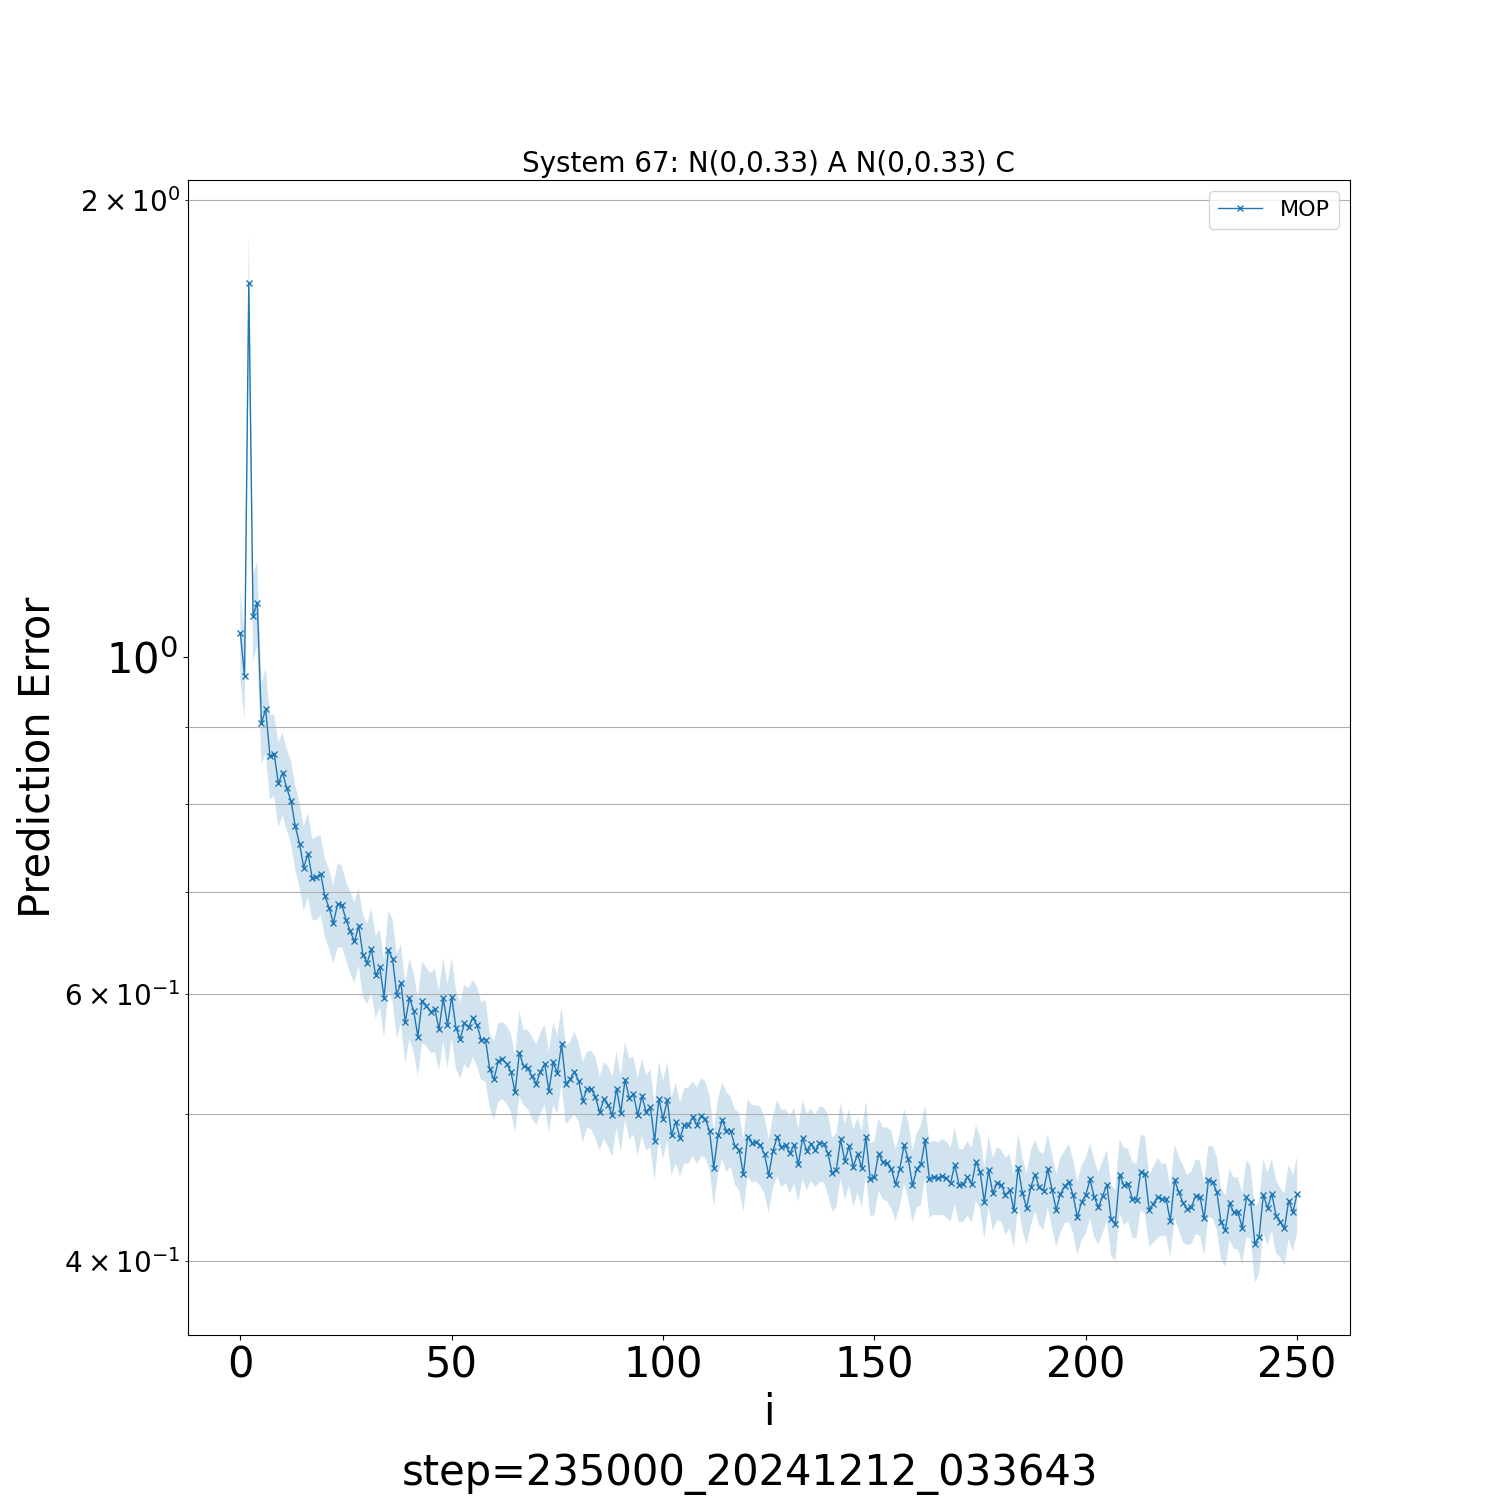 System 67: N(0,0.33) A N(0,0.33) C
MOP
2 × 10⁰
10⁰
6 × 10⁻¹
4 × 10⁻¹
Prediction Error
0 50 100 150 200 250
i
step=235000_20241212_033643